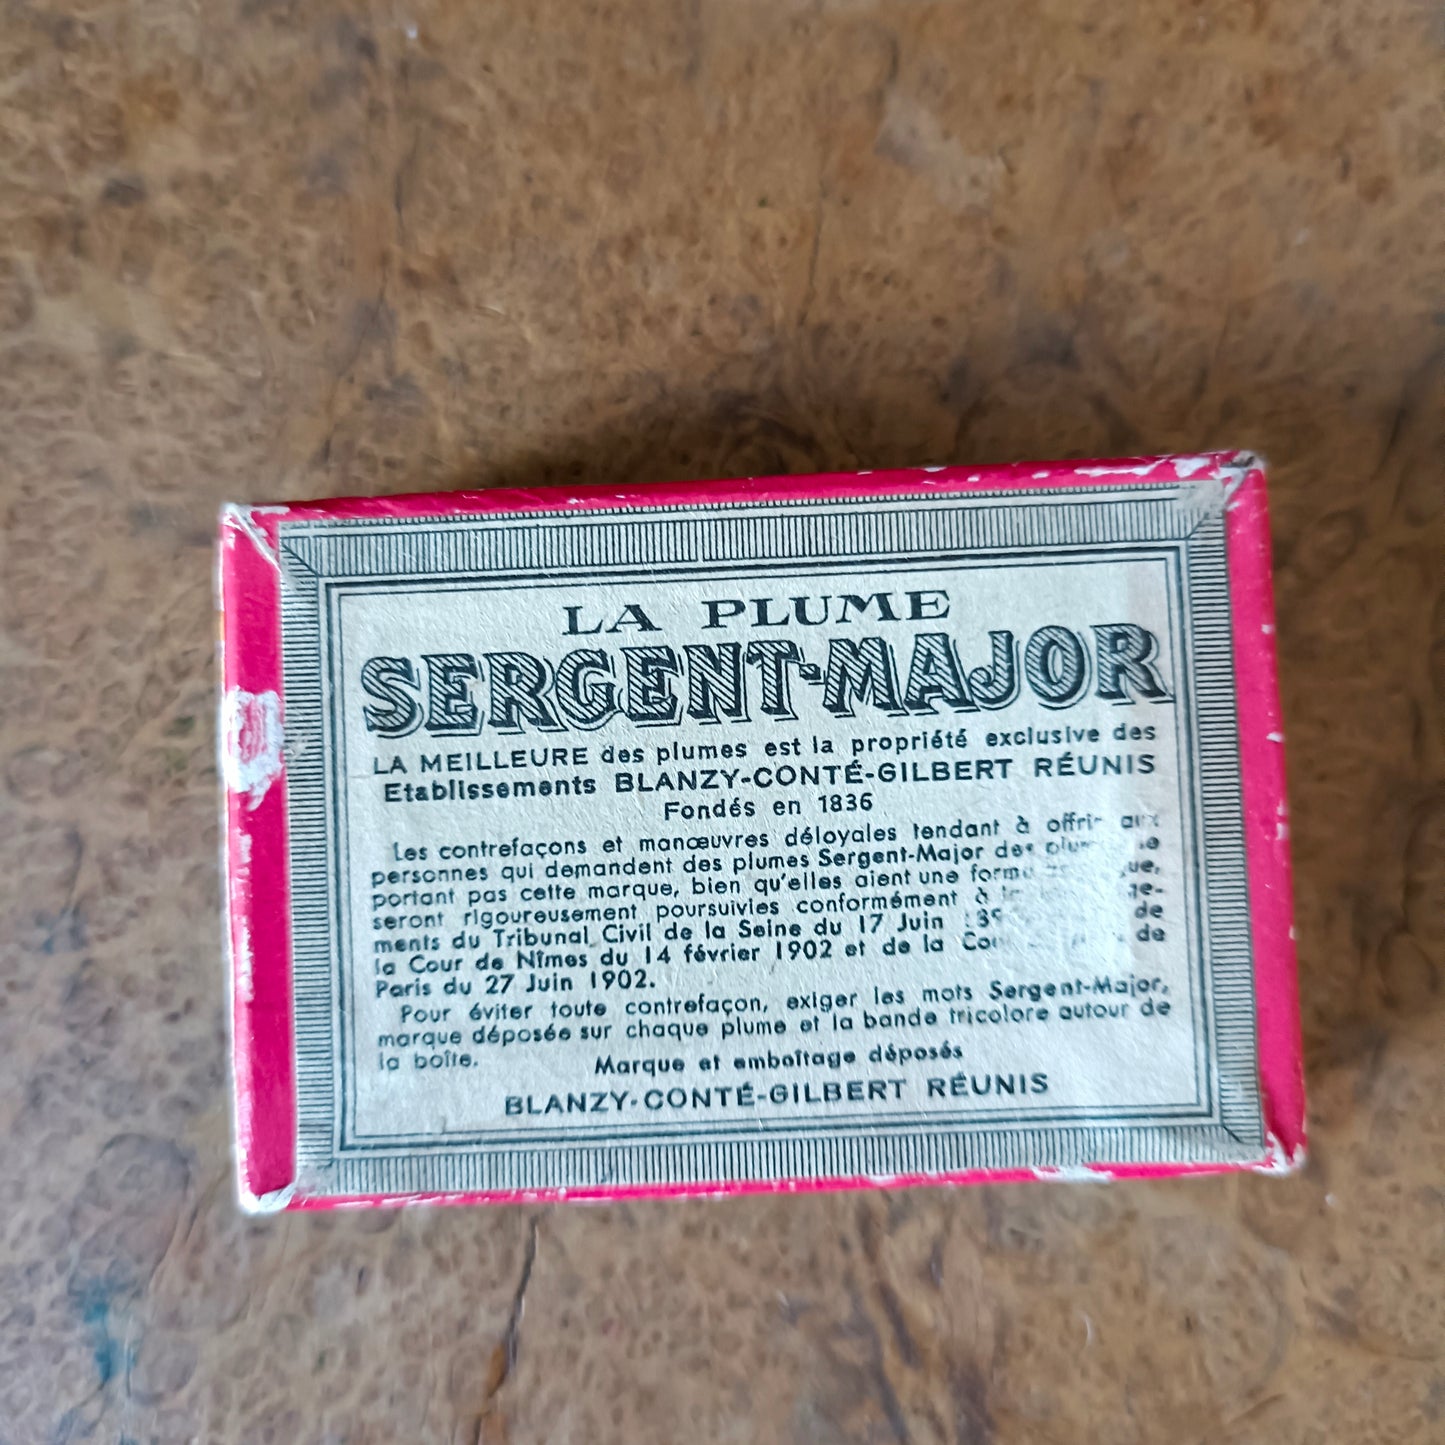 LA PLUME
SERGENT-MAJOR
LA MEILLEURE des plumes est la propriété exclusive des
Etablissements BLANZY-CONTÉ-GILBERT RÉUNIS
Fondés en 1836
Les contrefaçons et manœuvres déloyales tendant à offrir aux
personnes qui demandent des plumes Sergent-Major des
portant pas cette marque, bien qu'elles aient une forme
seront rigoureusement poursuivies conformément à
ments du Tribunal Civil de la Seine du 17 Juin de
la Cour de Nîmes du 14 février 1902 et de la Cour de
Paris du 27 Juin 1902.
Pour éviter toute contrefaçon, exiger les mots Sergent-Major,
marque déposée sur chaque plume et la bande tricolore autour de
la boîte.
Marque et emboîtage déposés
BLANZY-CONTÉ-GILBERT RÉUNIS